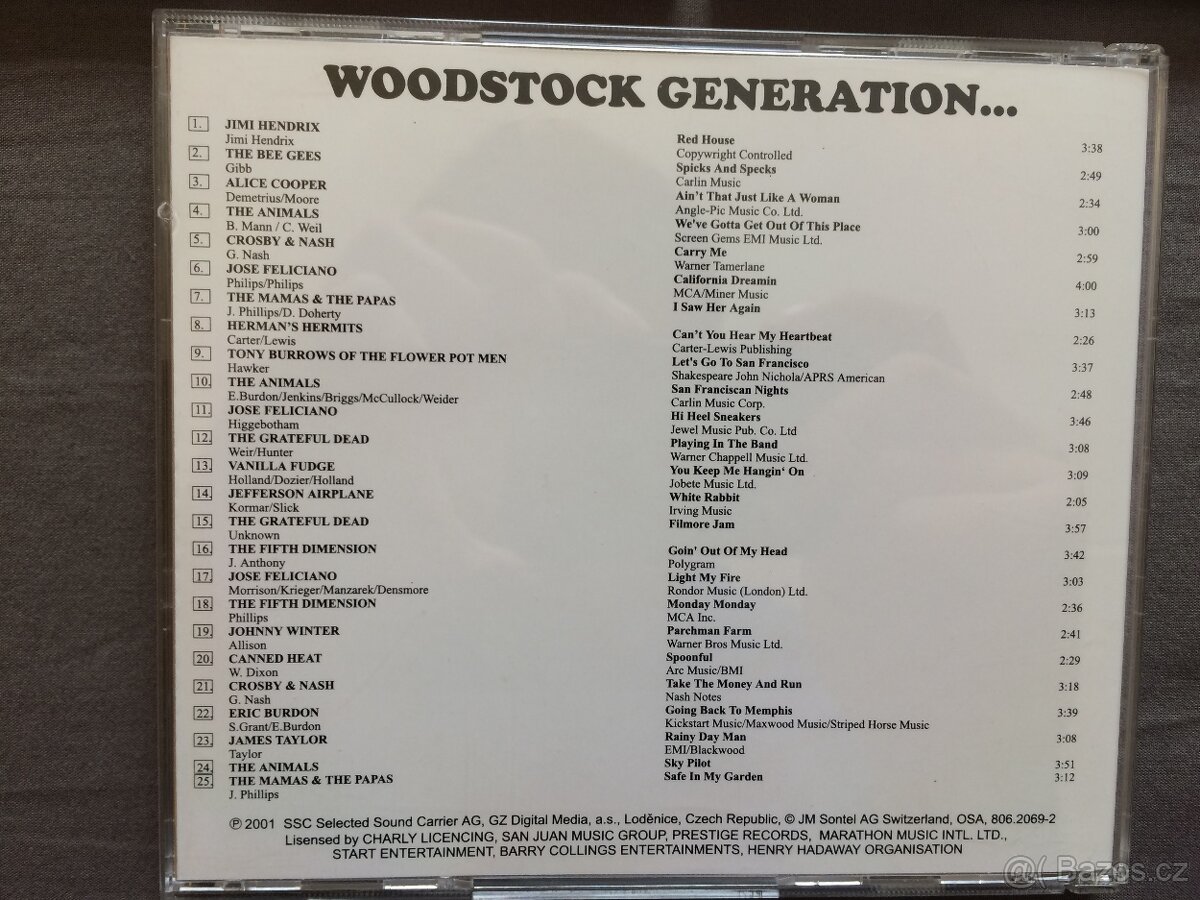 WOODSTOCK GENERATION...
1. JIMI HENDRIX
Jimi Hendrix
Red House 3:38
Copywright Controlled
2. THE BEE GEES
Gibb
Spicks And Specks 2:49
Carlin Music
3. ALICE COOPER
Demetrius/Moore
Ain't That Just Like A Woman 2:34
Angle-Pic Music Co. Ltd.
4. THE ANIMALS
B. Mann / C. Weil
We've Gotta Get Out Of This Place 3:00
Screen Gems EMI Music Ltd.
5. CROSBY & NASH
G. Nash
Carry Me 2:59
Warner Tamerlane
6. JOSE FELICIANO
Philips/Philips
California Dreamin 4:00
MCA/Miner Music
7. THE MAMAS & THE PAPAS
J. Phillips/D. Doherty
I Saw Her Again 3:13
8. HERMAN'S HERMITS
Carter/Lewis
Can't You Hear My Heartbeat 2:26
Carter-Lewis Publishing
9. TONY BURROWS OF THE FLOWER POT MEN
Hawker
Let's Go To San Francisco 3:37
Shakespeare John Nichola/APRS American
10. THE ANIMALS
E.Burdon/Jenkins/Briggs/McCullock/Weider
San Franciscan Nights 2:48
Carlin Music Corp.
11. JOSE FELICIANO
Higgebotham
Hi Heel Sneakers 3:46
Jewel Music Pub. Co. Ltd
12. THE GRATEFUL DEAD
Weir/Hunter
Playing In The Band 3:08
Warner Chappell Music Ltd.
13. VANILLA FUDGE
Holland/Dozier/Holland
You Keep Me Hangin' On 3:09
Jobete Music Ltd.
14. JEFFERSON AIRPLANE
Kormar/Slick
White Rabbit 2:05
Irving Music
15. THE GRATEFUL DEAD
Unknown
Filmore Jam 3:57
16. THE FIFTH DIMENSION
J. Anthony
Goin' Out Of My Head 3:42
Polygram
17. JOSE FELICIANO
Morrison/Krieger/Manzarek/Densmore
Light My Fire 3:03
Rondor Music (London) Ltd.
18. THE FIFTH DIMENSION
Phillips
Monday Monday 2:36
MCA Inc.
19. JOHNNY WINTER
Allison
Parchman Farm 2:41
Warner Bros Music Ltd.
20. CANNED HEAT
W. Dixon
Spoonful 2:29
Arc Music/BMI
21. CROSBY & NASH
G. Nash
Take The Money And Run 3:18
Nash Notes
22. ERIC BURDON
S.Grant/E.Burdon
Going Back To Memphis 3:39
Kickstart Music/Maxwood Music/Striped Horse Music
23. JAMES TAYLOR
Taylor
Rainy Day Man 3:08
EMI/Blackwood
24. THE ANIMALS
Sky Pilot 3:51
25. THE MAMAS & THE PAPAS
J. Phillips
Safe In My Garden 3:12
℗ 2001 SSC Selected Sound Carrier AG, GZ Digital Media, a.s., Loděnice, Czech Republic, © JM Sontel AG Switzerland, OSA, 806.2069-2
Lisensed by CHARLY LICENCING, SAN JUAN MUSIC GROUP, PRESTIGE RECORDS, MARATHON MUSIC INTL. LTD.,
START ENTERTAINMENT, BARRY COLLINGS ENTERTAINMENTS, HENRY HADAWAY ORGANISATION
Bazos.cz